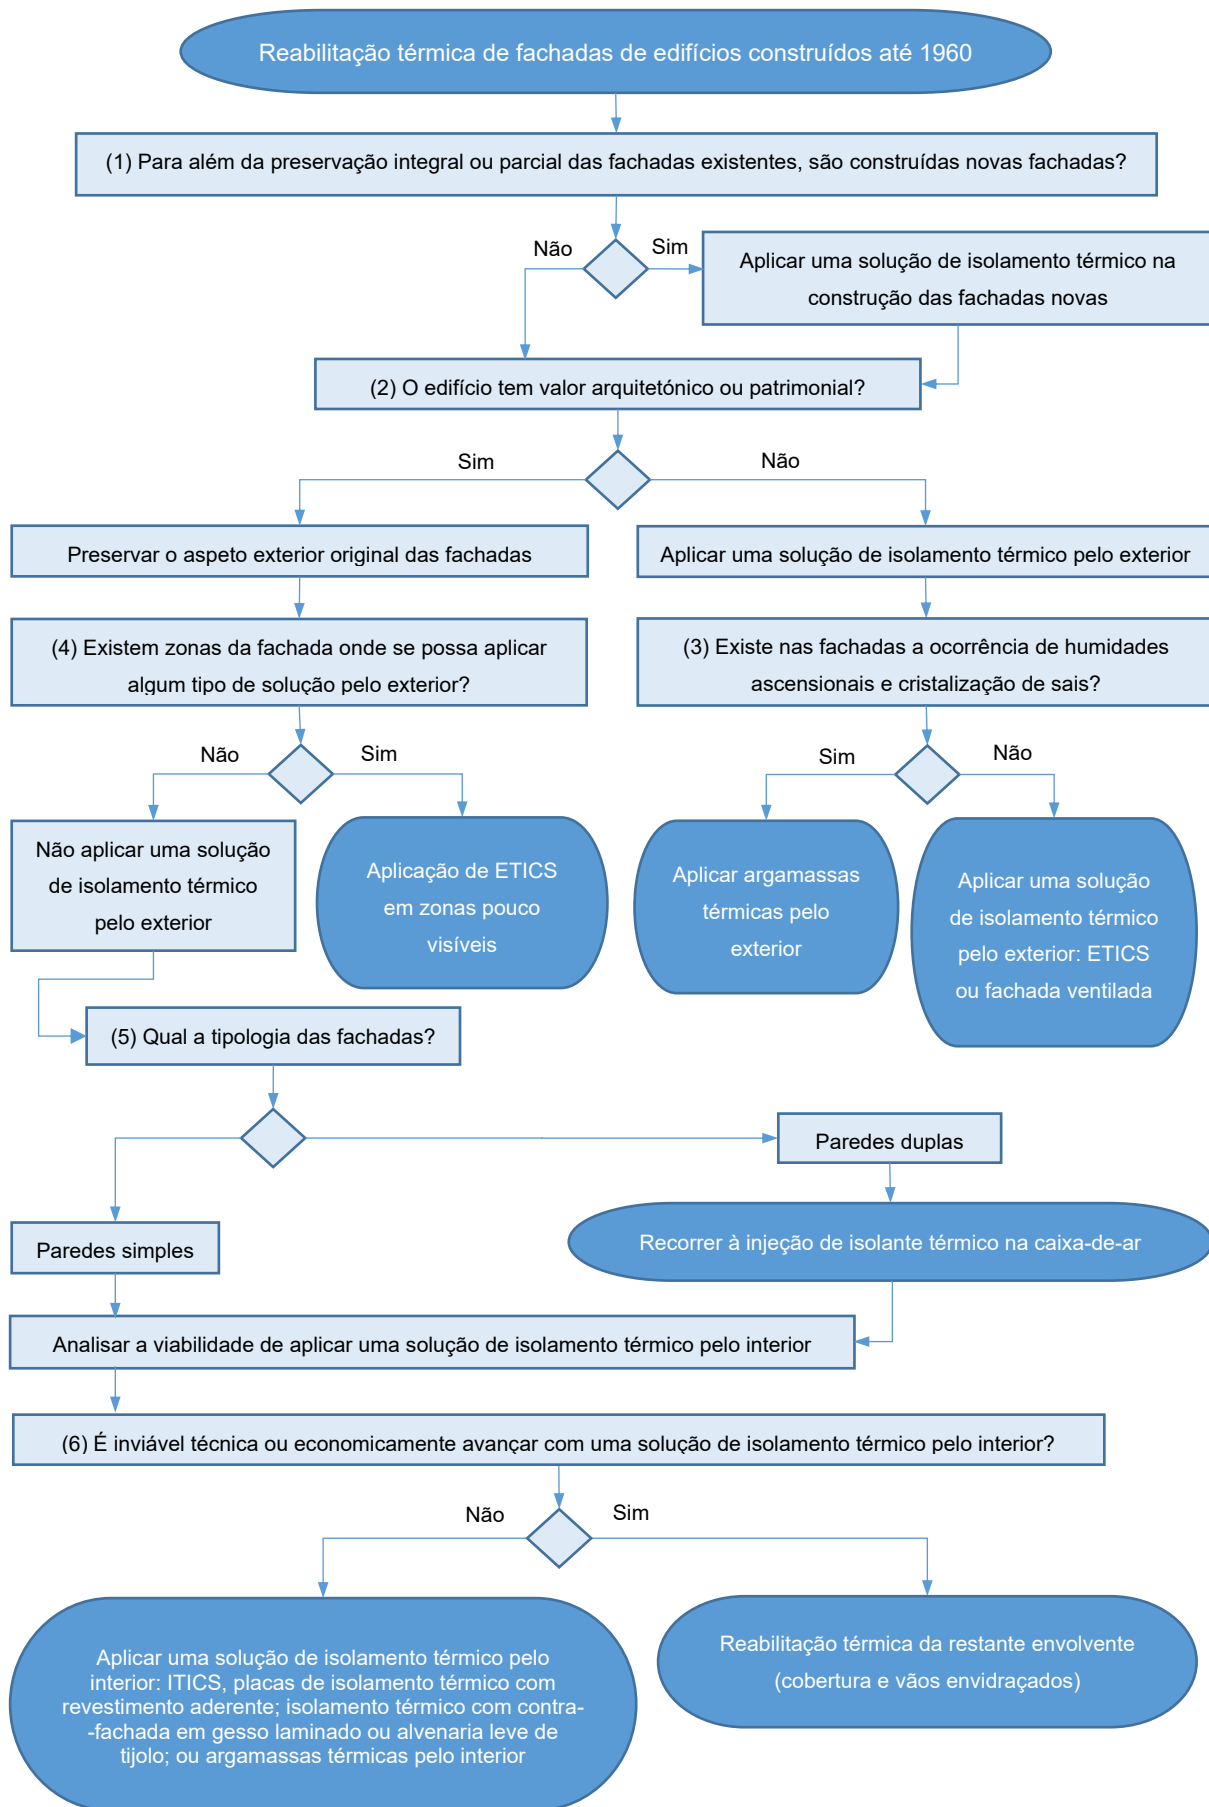 Reabilitação térmica de fachadas de edifícios construídos até 1960
(1) Para além da preservação integral ou parcial das fachadas existentes, são construídas novas fachadas?
Não
Sim
Aplicar uma solução de isolamento térmico na
construção das fachadas novas
(2) O edifício tem valor arquitetónico ou patrimonial?
Sim
Não
Preservar o aspeto exterior original das fachadas
Aplicar uma solução de isolamento térmico pelo exterior
(4) Existem zonas da fachada onde se possa aplicar
algum tipo de solução pelo exterior?
(3) Existe nas fachadas a ocorrência de humidades
ascensionais e cristalização de sais?
Não
Sim
Sim
Não
Não aplicar uma solução
de isolamento térmico
pelo exterior
Aplicação de ETICS
em zonas pouco
visíveis
Aplicar argamassas
térmicas pelo
exterior
Aplicar uma solução
de isolamento térmico
pelo exterior: ETICS
ou fachada ventilada
(5) Qual a tipologia das fachadas?
Paredes duplas
Paredes simples
Recorrer à injeção de isolante térmico na caixa-de-ar
Analisar a viabilidade de aplicar uma solução de isolamento térmico pelo interior
(6) É inviável técnica ou economicamente avançar com uma solução de isolamento térmico pelo interior?
Não
Sim
Aplicar uma solução de isolamento térmico pelo
interior: ITICS, placas de isolamento térmico com
revestimento aderente; isolamento térmico com contra-
-fachada em gesso laminado ou alvenaria leve de
tijolo; ou argamassas térmicas pelo interior
Reabilitação térmica da restante envolvente
(cobertura e vãos envidraçados)